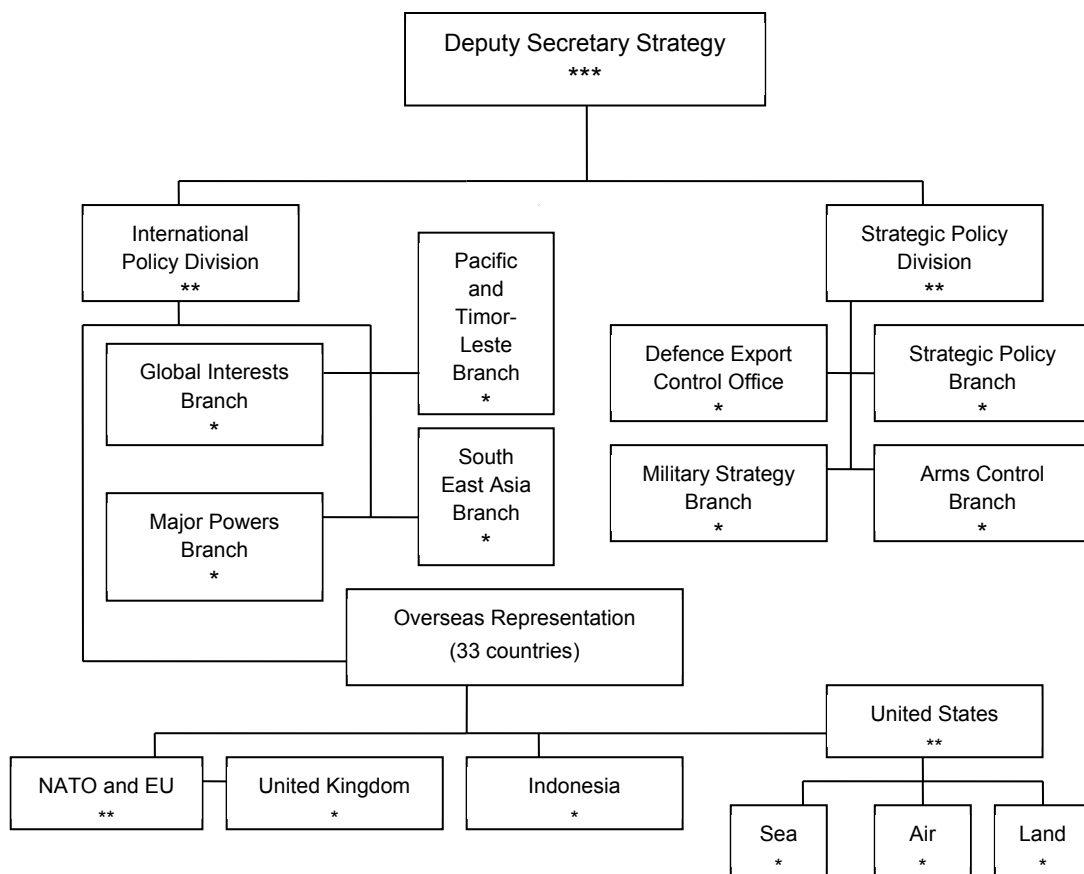 Deputy Secretary Strategy
***
International
Policy Division
**
Strategic Policy
Division
**
Pacific
and
Timor-
Leste
Branch
*
Global Interests
Branch
*
Defence Export
Control Office
*
Strategic Policy
Branch
*
South
East Asia
Branch
*
Major Powers
Branch
*
Military Strategy
Branch
*
Arms Control
Branch
*
Overseas Representation
(33 countries)
United States
**
NATO and EU
**
United Kingdom
*
Indonesia
*
Sea
*
Air
*
Land
*